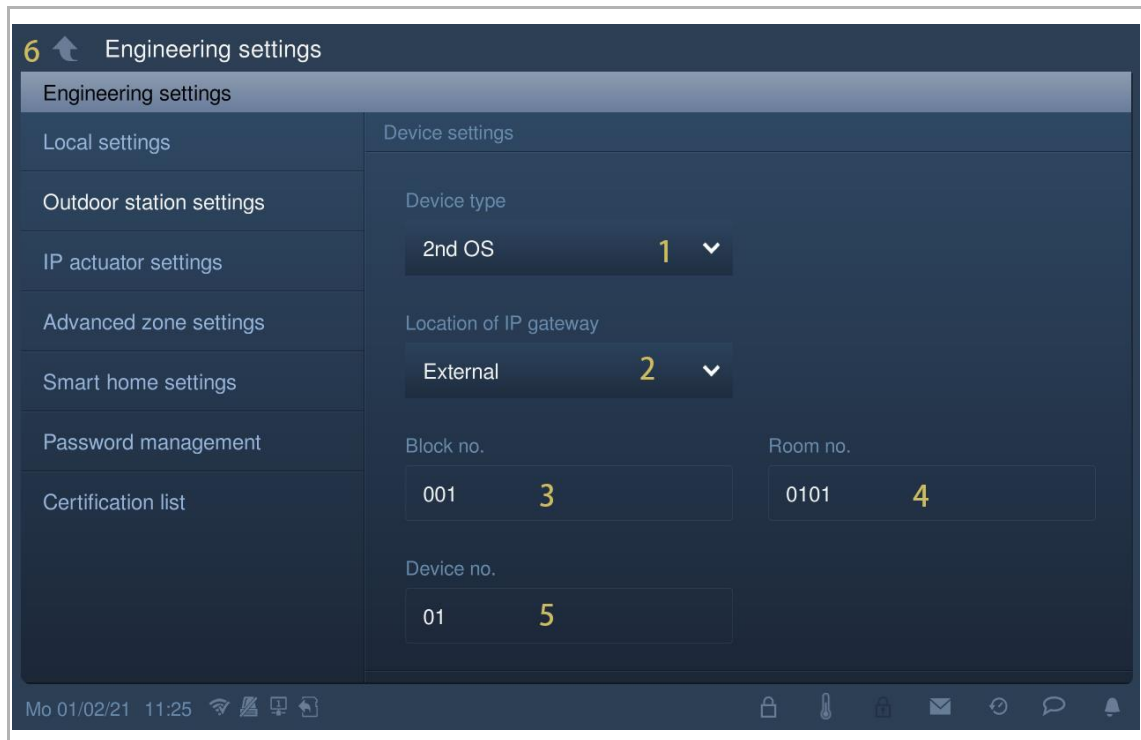 6 Engineering settings
Engineering settings
Local settings
Outdoor station settings
IP actuator settings
Advanced zone settings
Smart home settings
Password management
Certification list
Device settings
Device type
2nd OS 1
Location of IP gateway
External 2
Block no.
001 3
Room no.
0101 4
Device no.
01 5
Mo 01/02/21 11:25